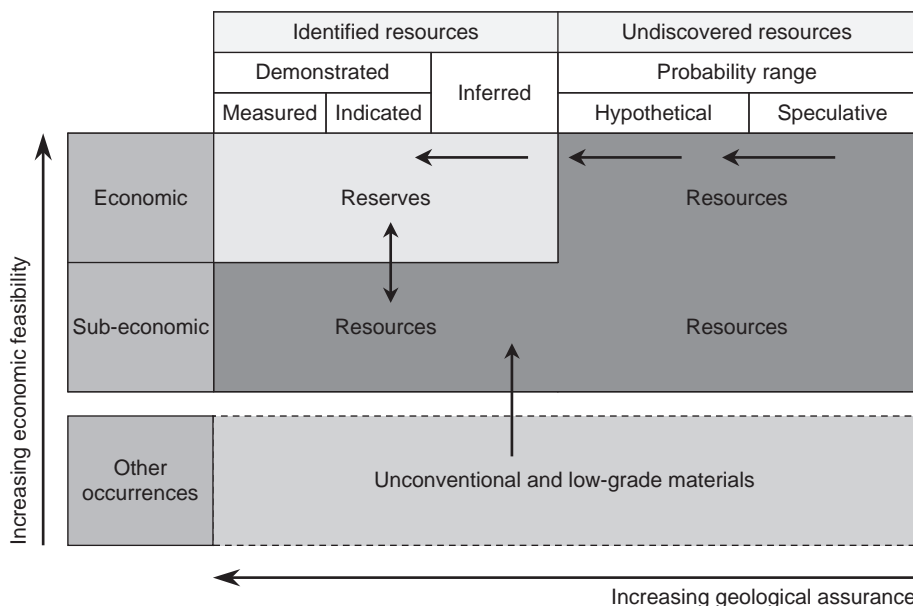 Identified resources
Undiscovered resources
Demonstrated
Inferred
Probability range
Measured
Indicated
Hypothetical
Speculative
Increasing economic feasibility
Economic
Reserves
Resources
Sub-economic
Resources
Resources
Other
occurrences
Unconventional and low-grade materials
Increasing geological assurance